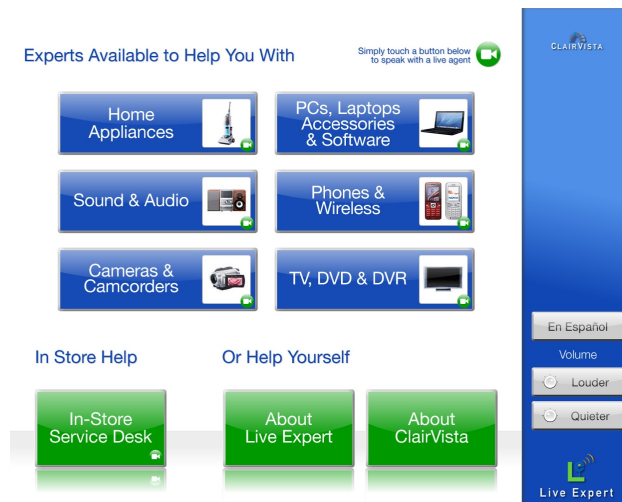 Experts Available to Help You With
Simply touch a button below
to speak with a live agent
CLAIRVISTA
Home
Appliances
PCs, Laptops
Accessories
& Software
Sound & Audio
Phones &
Wireless
Cameras &
Camcorders
TV, DVD & DVR
En Español
Volume
Louder
Quieter
In Store Help
Or Help Yourself
In-Store
Service Desk
About
Live Expert
About
ClairVista
Live Expert